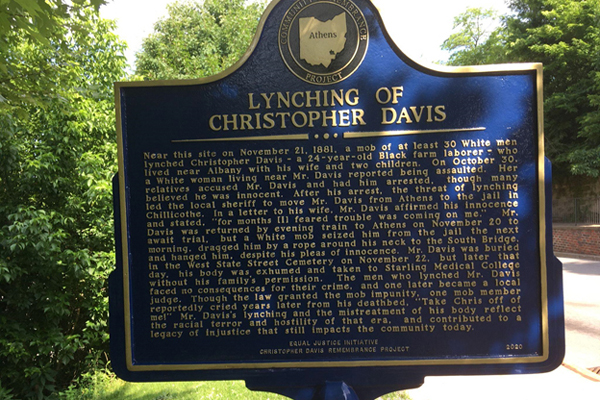 COMMUNITY REMEMBRANCE
Athens
PROJECT
LYNCHING OF
CHRISTOPHER DAVIS
Near this site on November 21, 1881, a mob of at least 30 White men
lynched Christopher Davis – a 24-year-old Black farm laborer – who
lived near Albany with his wife and two children. On October 30,
a White woman living near Mr. Davis reported being assaulted. Her
relatives accused Mr. Davis and had him arrested, though many
believed he was innocent. After his arrest, the threat of lynching
led the local sheriff to move Mr. Davis from Athens to the jail in
Chillicothe. In a letter to his wife, Mr. Davis affirmed his innocence
and stated, "for months [I] feared trouble was coming on me." Mr.
Davis was returned by evening train to Athens on November 20 to
await trial, but a White mob seized him from the jail the next
morning, dragged him by a rope around his neck to the South Bridge,
and hanged him, despite his pleas of innocence. Mr. Davis was buried
in the West State Street Cemetery on November 22, but later that
day, his body was exhumed and taken to Starling Medical College
without his family's permission. The men who lynched Mr. Davis
faced no consequences for their crime, and one later became a local
judge. Though the law granted the mob impunity, one mob member
reportedly cried years later from his deathbed, "Take Chris off of
me!" Mr. Davis's lynching and the mistreatment of his body reflect
the racial terror and hostility of that era, and contributed to a
legacy of injustice that still impacts the community today.
EQUAL JUSTICE INITIATIVE
CHRISTOPHER DAVIS REMEMBRANCE PROJECT
2020